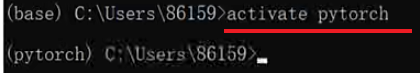 (base) C:\Users\86159>activate pytorch
(pytorch) C:\Users\86159>